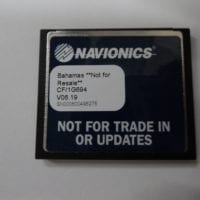 NAVIONICS
Bahamas **Not for
Resale**
CF/1G694
V06.19
NOT FOR TRADE IN
OR UPDATES